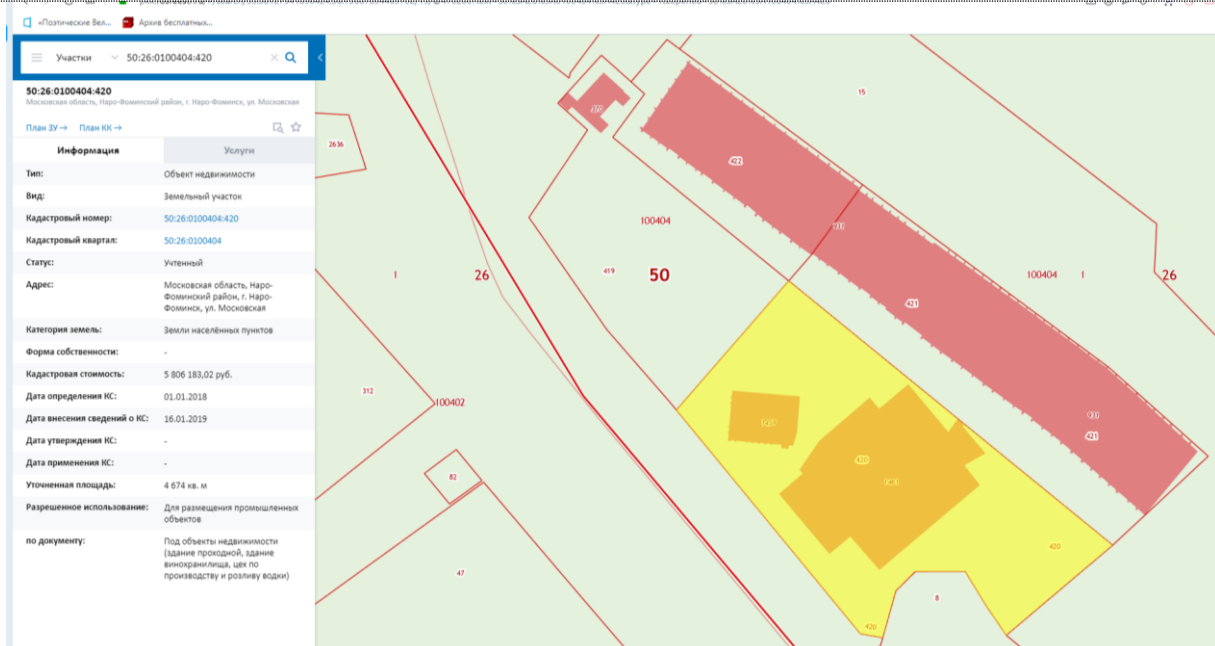 «Поэтические Вел...
Архив бесплатных...
Участки
50:26:0100404:420
50:26:0100404:420
Московская область, Наро-Фоминский район, г. Наро-Фоминск, ул. Московская
План ЗУ →
План КК →
Информация
Услуги
Тип:
Объект недвижимости
Вид:
Земельный участок
Кадастровый номер:
50:26:0100404:420
Кадастровый квартал:
50:26:0100404
Статус:
Учтенный
Адрес:
Московская область, Наро-
Фоминский район, г. Наро-
Фоминск, ул. Московская
Категория земель:
Земли населённых пунктов
Форма собственности:
-
Кадастровая стоимость:
5 806 183,02 руб.
Дата определения КС:
01.01.2018
Дата внесения сведений о КС:
16.01.2019
Дата утверждения КС:
-
Дата применения КС:
-
Уточненная площадь:
4 674 кв. м
Разрешенное использование:
Для размещения промышленных
объектов
по документу:
Под объекты недвижимости
(здание проходной, здание
винохранилища, цех по
производству и розливу водки)
15
370
2636
422
100404
1
26
419
50
100404
1
26
421
312
100402
421
420
82
420
47
8
420